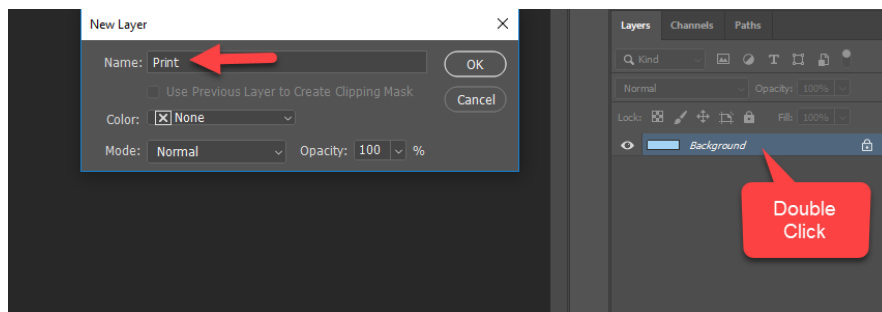 New Layer
Name: Print
OK
Use Previous Layer to Create Clipping Mask
Cancel
Color: None
Mode: Normal Opacity: 100 %
Layers Channels Paths
Kind
Normal Opacity: 100%
Lock: Fill: 100%
Background
Double
Click